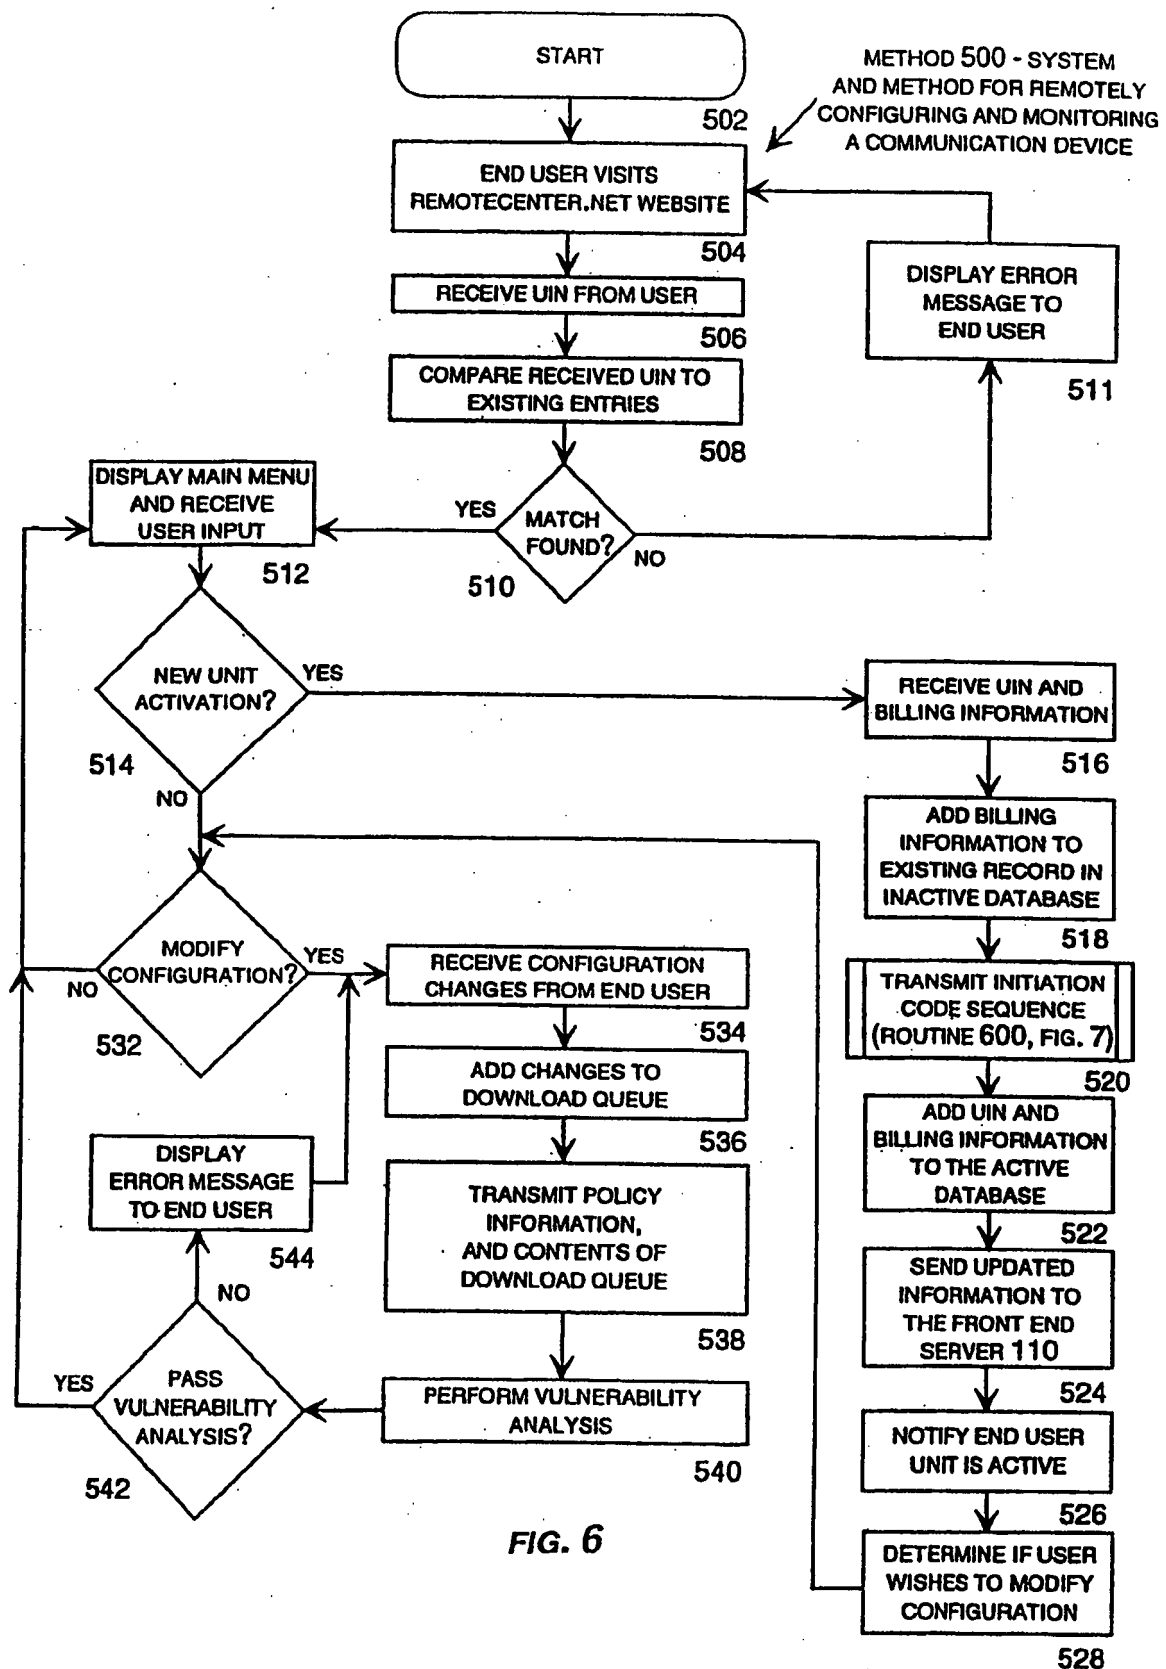 START
METHOD 500 - SYSTEM
AND METHOD FOR REMOTELY
CONFIGURING AND MONITORING
A COMMUNICATION DEVICE
502
END USER VISITS
REMOTECENTER.NET WEBSITE
504
RECEIVE UIN FROM USER
506
COMPARE RECEIVED UIN TO
EXISTING ENTRIES
508
DISPLAY ERROR
MESSAGE TO
END USER
511
MATCH
FOUND?
YES
NO
510
DISPLAY MAIN MENU
AND RECEIVE
USER INPUT
512
NEW UNIT
ACTIVATION?
YES
514
NO
RECEIVE UIN AND
BILLING INFORMATION
516
ADD BILLING
INFORMATION TO
EXISTING RECORD IN
INACTIVE DATABASE
518
TRANSMIT INITIATION
CODE SEQUENCE
(ROUTINE 600, FIG. 7)
520
ADD UIN AND
BILLING INFORMATION
TO THE ACTIVE
DATABASE
522
SEND UPDATED
INFORMATION TO
THE FRONT END
SERVER 110
524
NOTIFY END USER
UNIT IS ACTIVE
526
DETERMINE IF USER
WISHES TO MODIFY
CONFIGURATION
528
MODIFY
CONFIGURATION?
YES
NO
532
RECEIVE CONFIGURATION
CHANGES FROM END USER
534
ADD CHANGES TO
DOWNLOAD QUEUE
536
TRANSMIT POLICY
INFORMATION,
AND CONTENTS OF
DOWNLOAD QUEUE
538
PERFORM VULNERABILITY
ANALYSIS
540
DISPLAY
ERROR MESSAGE
TO END USER
544
NO
YES
PASS
VULNERABILITY
ANALYSIS?
542
FIG. 6